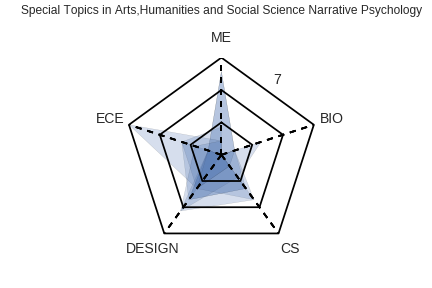 Special Topics in Arts,Humanities and Social Science Narrative Psychology
ME
7
ECE
BIO
DESIGN
CS